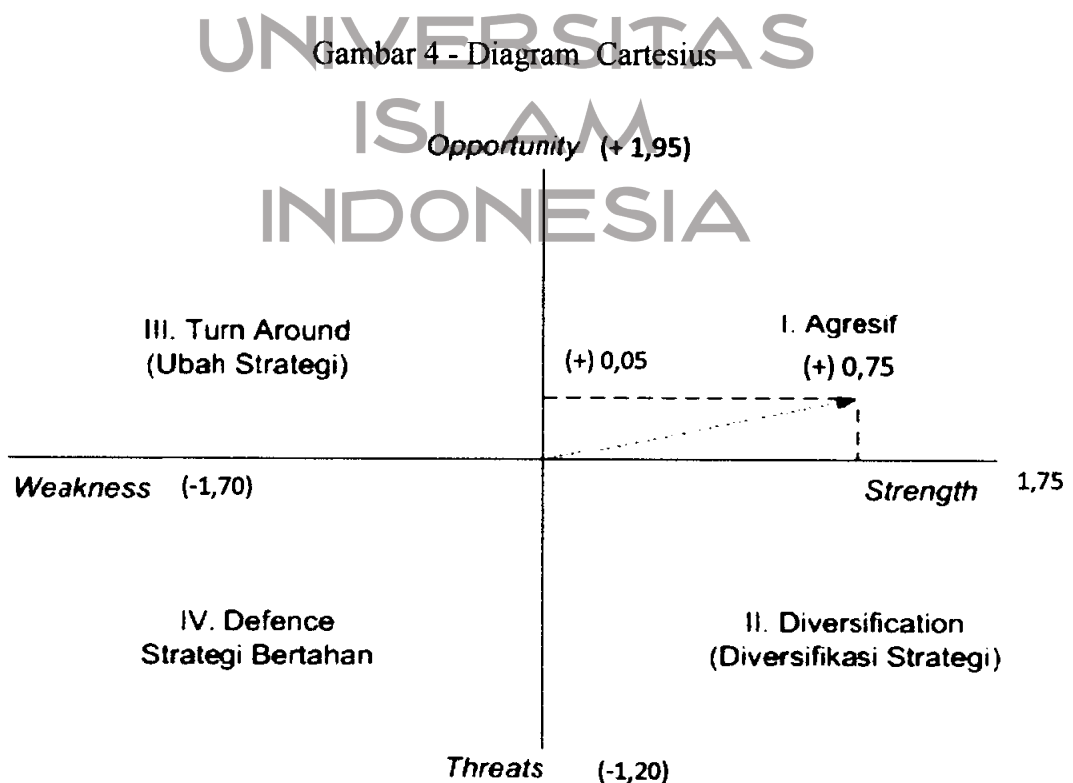 UNIVERSITAS
Gambar 4 - Diagram Cartesius
ISLAM
Opportunity (+ 1,95)
INDONESIA
III. Turn Around
(Ubah Strategi)
I. Agresif
(+) 0,05
(+) 0,75
Weakness (-1,70)
Strength 1,75
IV. Defence
Strategi Bertahan
II. Diversification
(Diversifikasi Strategi)
Threats (-1,20)